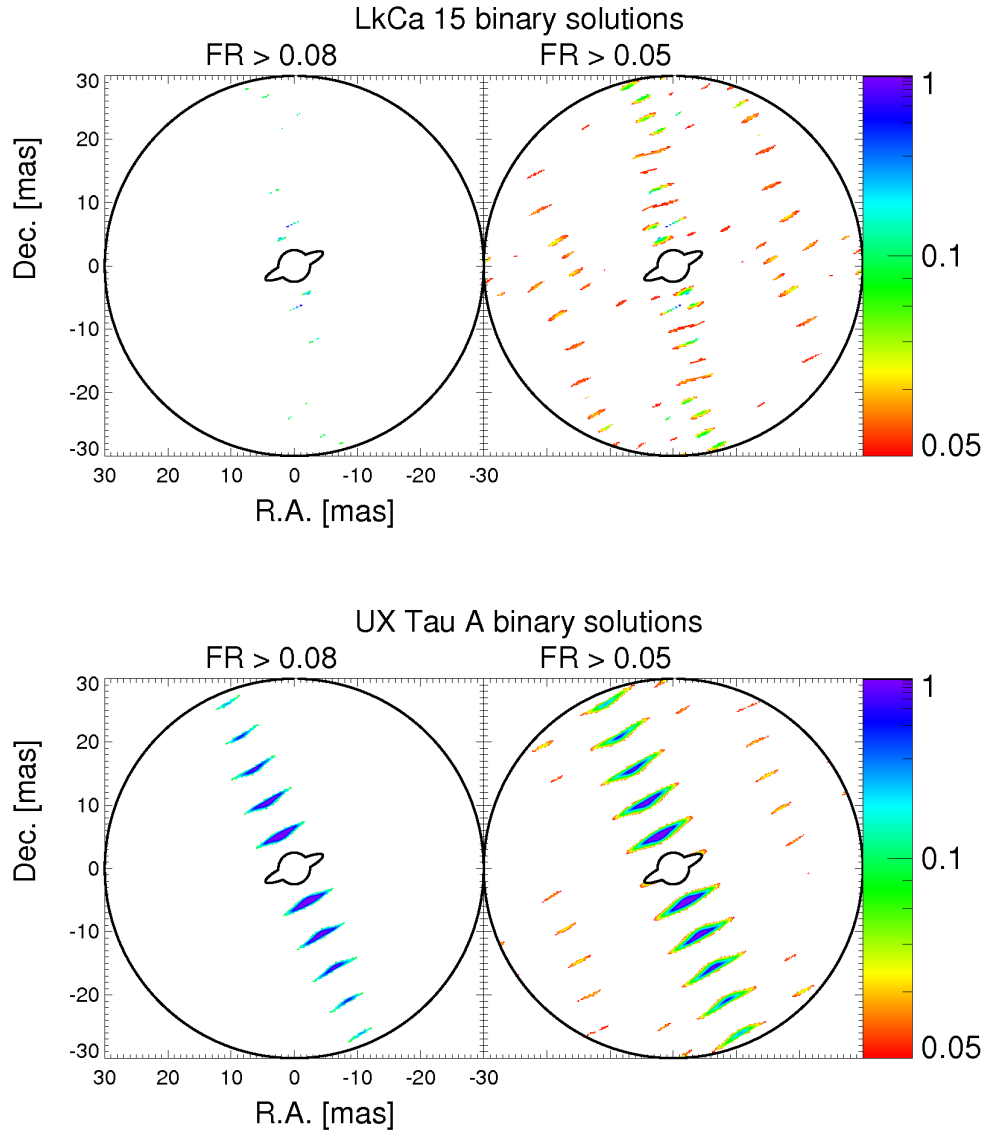 LkCa 15 binary solutions
FR > 0.08 FR > 0.05
30
20
10
0
-10
-20
-30
Dec. [mas]
30 20 10 0 -10 -20 -30
R.A. [mas]
1
0.1
0.05
UX Tau A binary solutions
FR > 0.08 FR > 0.05
30
20
10
0
-10
-20
-30
Dec. [mas]
30 20 10 0 -10 -20 -30
R.A. [mas]
1
0.1
0.05